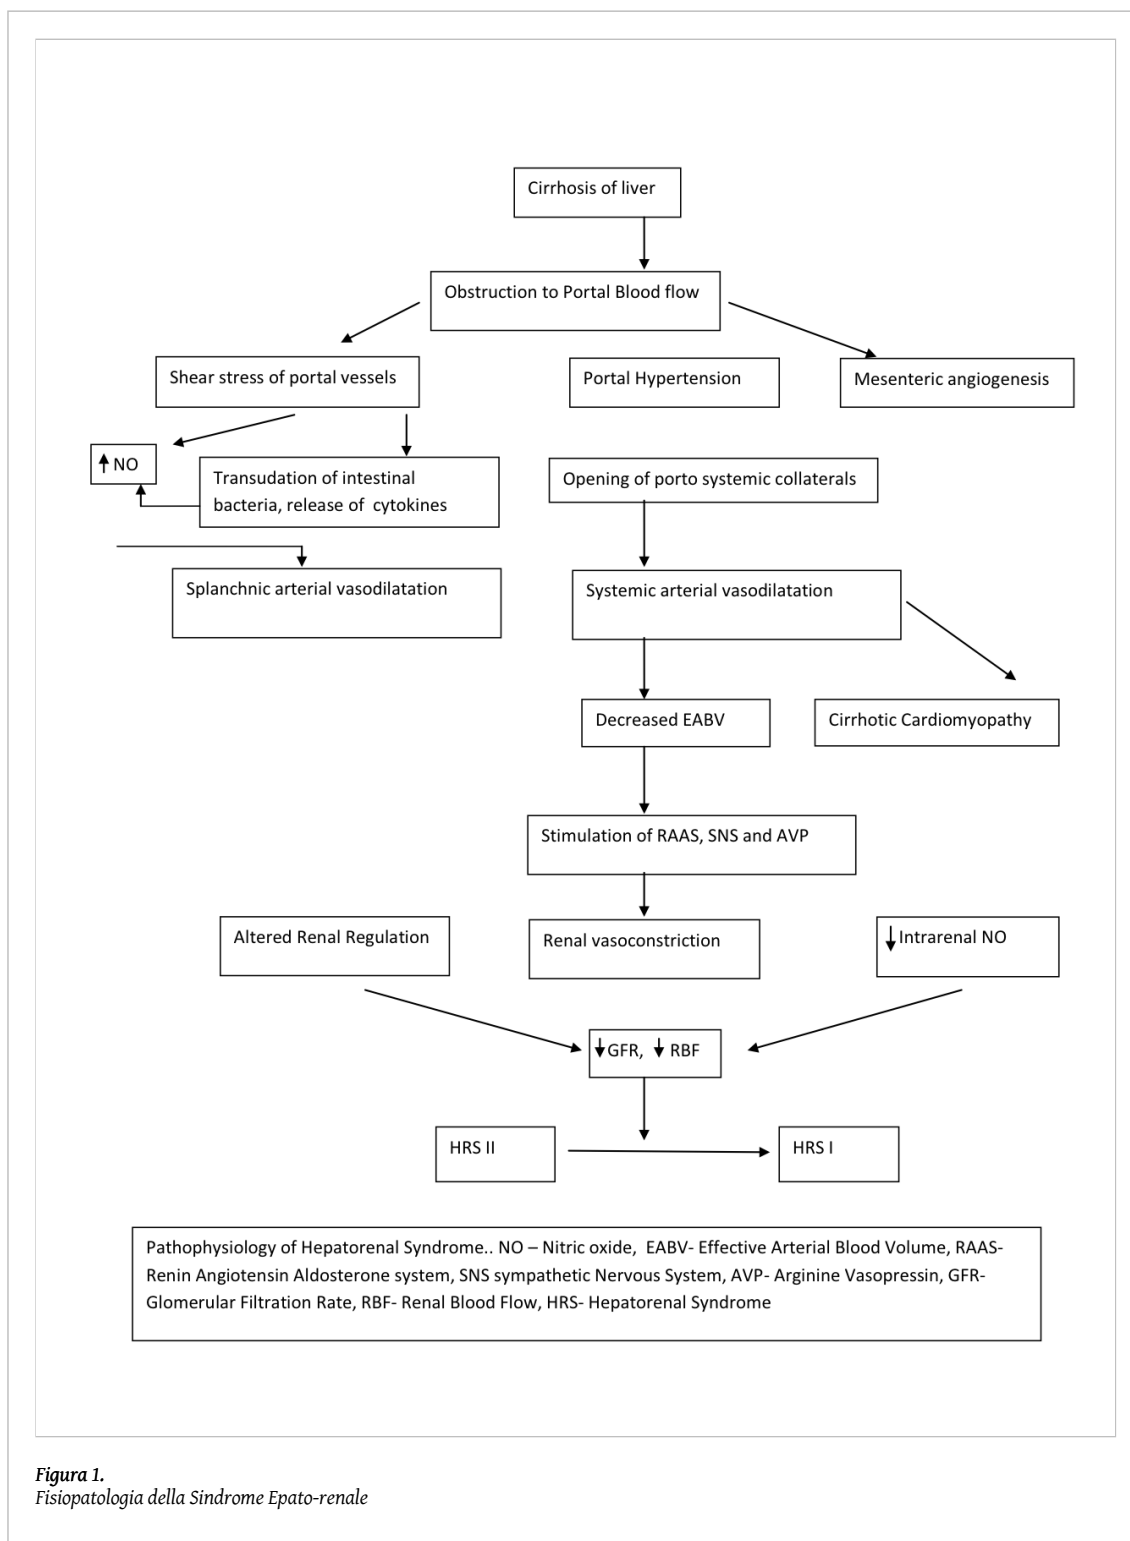 Cirrhosis of liver
Obstruction to Portal Blood flow
Shear stress of portal vessels
Portal Hypertension
Mesenteric angiogenesis
NO
Transudation of intestinal
bacteria, release of cytokines
Opening of porto systemic collaterals
Splanchnic arterial vasodilatation
Systemic arterial vasodilatation
Decreased EABV
Cirrhotic Cardiomyopathy
Stimulation of RAAS, SNS and AVP
Altered Renal Regulation
Renal vasoconstriction
Intrarenal NO
GFR, RBF
HRS II
HRS I
Pathophysiology of Hepatorenal Syndrome.. NO – Nitric oxide, EABV- Effective Arterial Blood Volume, RAAS-
Renin Angiotensin Aldosterone system, SNS sympathetic Nervous System, AVP- Arginine Vasopressin, GFR-
Glomerular Filtration Rate, RBF- Renal Blood Flow, HRS- Hepatorenal Syndrome
Figura 1.
Fisiopatologia della Sindrome Epato-renale